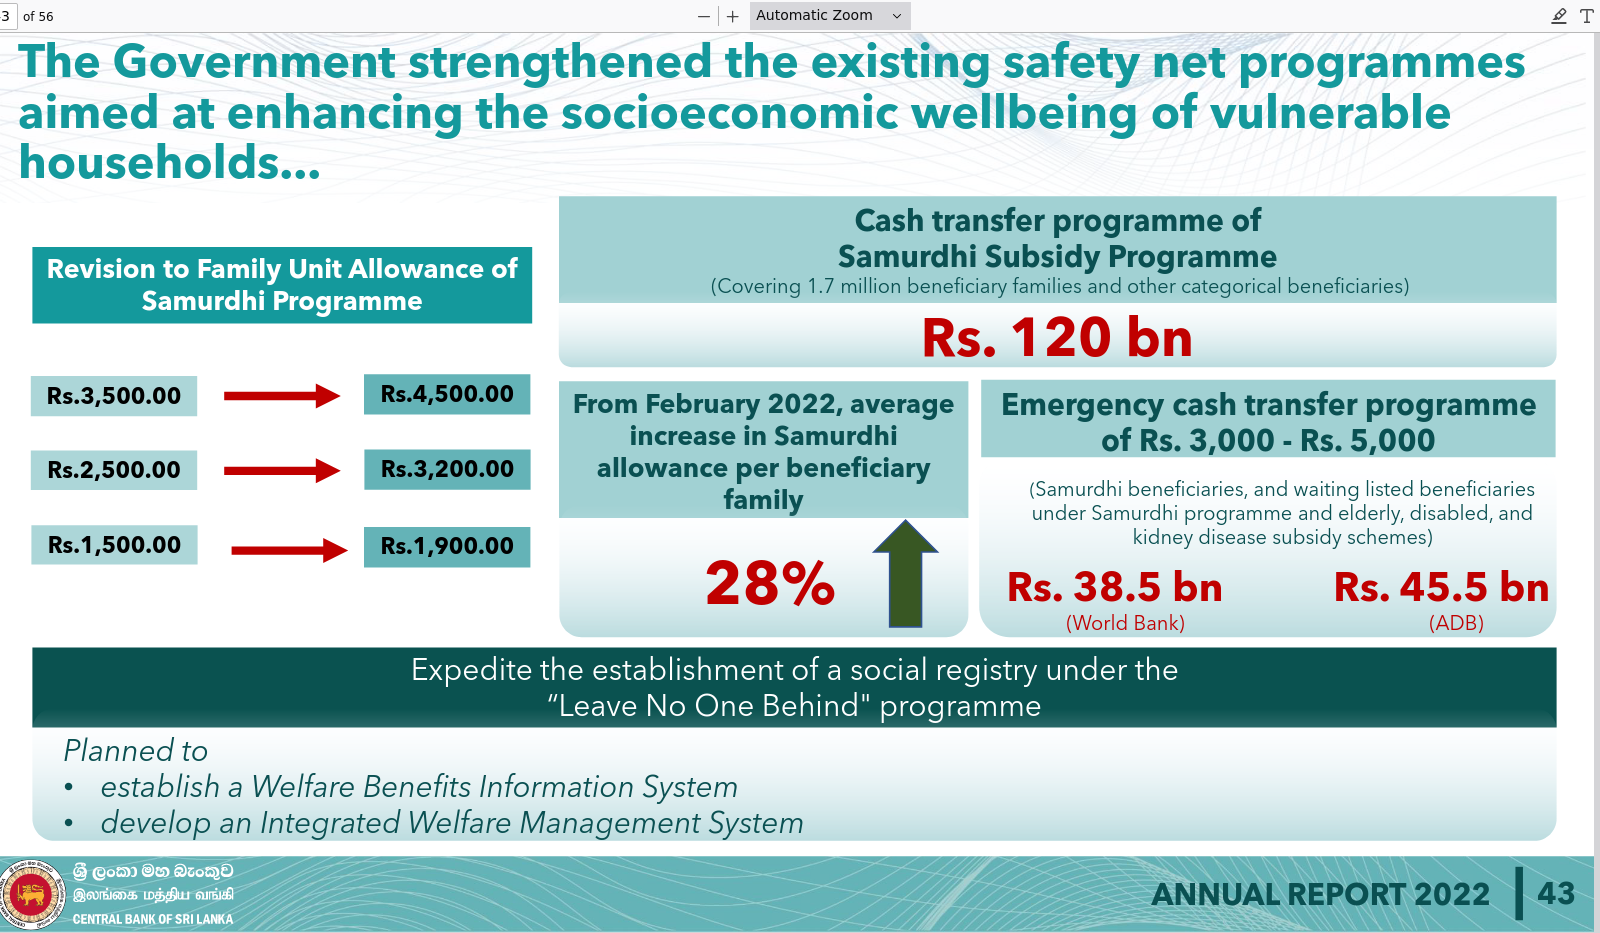 3 of 56
Automatic Zoom
The Government strengthened the existing safety net programmes
aimed at enhancing the socioeconomic wellbeing of vulnerable
households...
Revision to Family Unit Allowance of
Samurdhi Programme
Rs.3,500.00
Rs.4,500.00
Rs.2,500.00
Rs.3,200.00
Rs.1,500.00
Rs.1,900.00
Cash transfer programme of
Samurdhi Subsidy Programme
(Covering 1.7 million beneficiary families and other categorical beneficiaries)
Rs. 120 bn
From February 2022, average
increase in Samurdhi
allowance per beneficiary
family
28%
Emergency cash transfer programme
of Rs. 3,000 - Rs. 5,000
(Samurdhi beneficiaries, and waiting listed beneficiaries
under Samurdhi programme and elderly, disabled, and
kidney disease subsidy schemes)
Rs. 38.5 bn
(World Bank)
Rs. 45.5 bn
(ADB)
Expedite the establishment of a social registry under the
“Leave No One Behind" programme
Planned to
• establish a Welfare Benefits Information System
• develop an Integrated Welfare Management System
ශ්‍රී ලංකා මහ බැංකුව
இலங்கை மத்திய வங்கி
CENTRAL BANK OF SRI LANKA
ANNUAL REPORT 2022
43